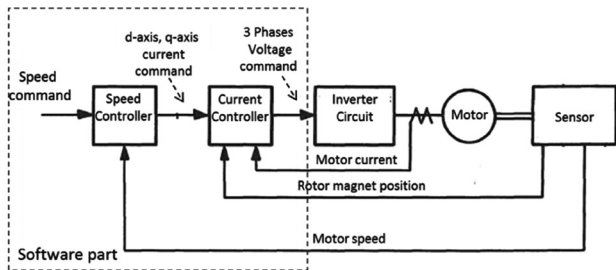 d-axis, q-axis
current
command
3 Phases
Voltage
command
Speed
command
Speed
Controller
Current
Controller
Inverter
Circuit
Motor
Sensor
Motor current
Rotor magnet position
Motor speed
Software part